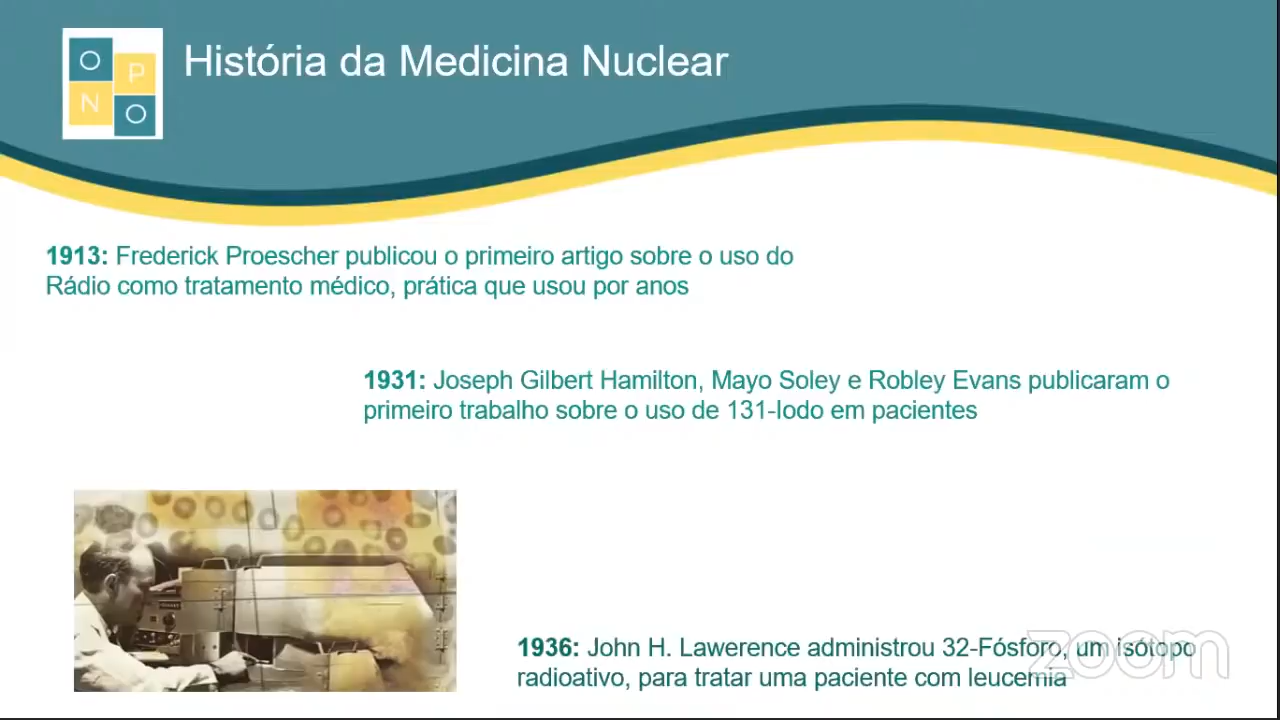 O
P
N
O
História da Medicina Nuclear
1913: Frederick Proescher publicou o primeiro artigo sobre o uso do
Rádio como tratamento médico, prática que usou por anos
1931: Joseph Gilbert Hamilton, Mayo Soley e Robley Evans publicaram o
primeiro trabalho sobre o uso de 131-Iodo em pacientes
1936: John H. Lawerence administrou 32-Fósforo, um isótopo
radioativo, para tratar uma paciente com leucemia
zoom